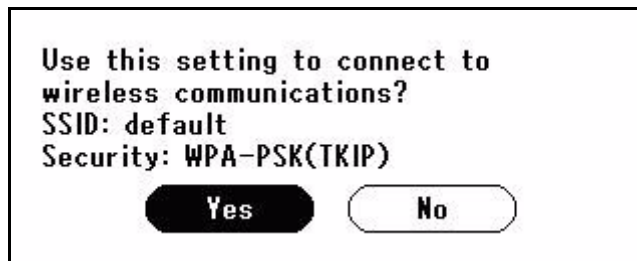 Use this setting to connect to
wireless communications?
SSID: default
Security: WPA-PSK(TKIP)
Yes No